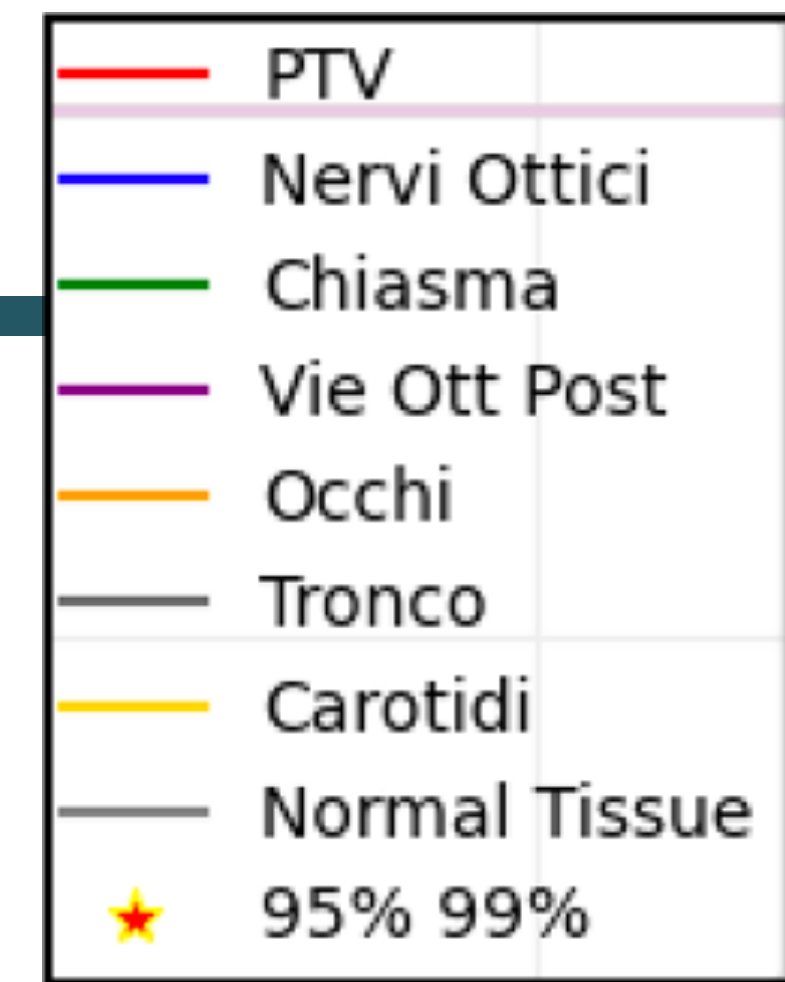 PTV
Nervi Ottici
Chiasma
Vie Ott Post
Occhi
Tronco
Carotidi
Normal Tissue
95% 99%